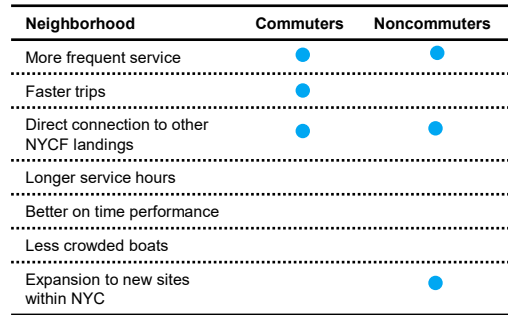 Neighborhood Commuters Noncommuters
More frequent service
Faster trips
Direct connection to other
NYCF landings
Longer service hours
Better on time performance
Less crowded boats
Expansion to new sites
within NYC